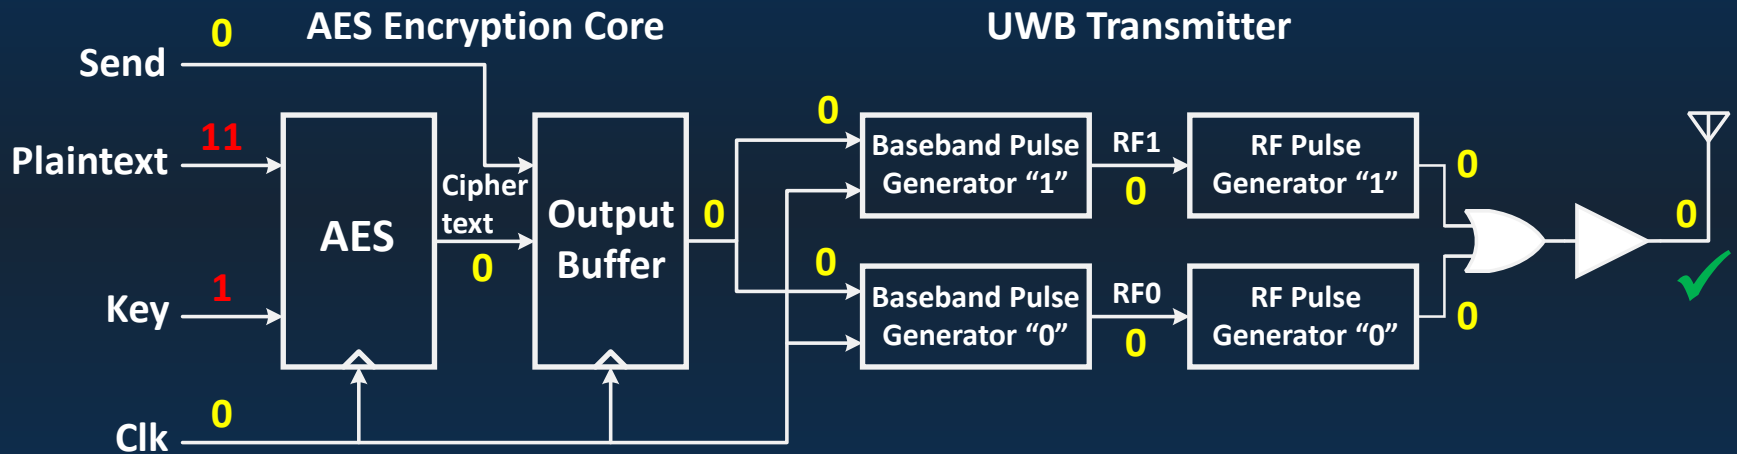 AES Encryption Core
UWB Transmitter
0
Send
Plaintext
11
Key
1
Clk
0
AES
Cipher
text
0
Output
Buffer
0
0
0
Baseband Pulse
Generator “1”
RF1
0
RF Pulse
Generator “1”
0
Baseband Pulse
Generator “0”
RF0
0
RF Pulse
Generator “0”
0
0